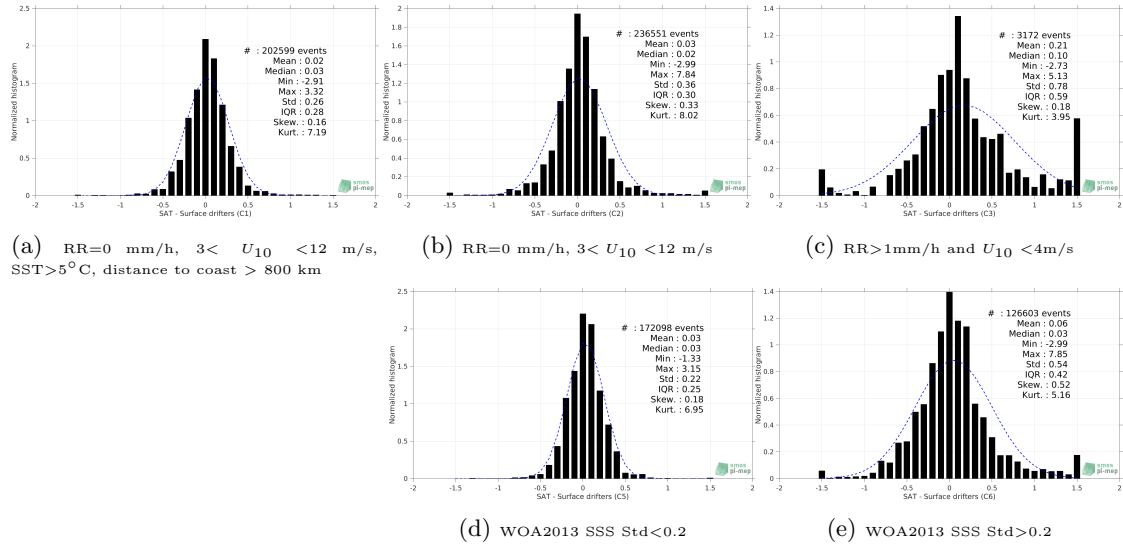 Normalized histogram
2.5
2
1.5
1
0.5
0
-2 -1.5 -1 -0.5 0 0.5 1 1.5 2
SAT - Surface drifters (C1)
# : 202599 events
Mean : 0.02
Median : 0.03
Min : -2.91
Max : 3.32
Std : 0.26
IQR : 0.28
Skew. : 0.16
Kurt. : 7.19
smos
pi-mep
(a) RR=0 mm/h, 3< U10 <12 m/s,
SST>5°C, distance to coast > 800 km
Normalized histogram
2
1.8
1.6
1.4
1.2
1
0.8
0.6
0.4
0.2
0
-2 -1.5 -1 -0.5 0 0.5 1 1.5 2
SAT - Surface drifters (C2)
# : 236551 events
Mean : 0.03
Median : 0.02
Min : -2.99
Max : 7.84
Std : 0.36
IQR : 0.30
Skew. : 0.33
Kurt. : 8.02
smos
pi-mep
(b) RR=0 mm/h, 3< U10 <12 m/s
Normalized histogram
1.4
1.2
1
0.8
0.6
0.4
0.2
0
-2 -1.5 -1 -0.5 0 0.5 1 1.5 2
SAT - Surface drifters (C3)
# : 3172 events
Mean : 0.21
Median : 0.10
Min : -2.73
Max : 5.13
Std : 0.78
IQR : 0.59
Skew. : 0.18
Kurt. : 3.95
smos
pi-mep
(c) RR>1mm/h and U10 <4m/s
Normalized histogram
2.5
2
1.5
1
0.5
0
-2 -1.5 -1 -0.5 0 0.5 1 1.5 2
SAT - Surface drifters (C5)
# : 172098 events
Mean : 0.03
Median : 0.03
Min : -1.33
Max : 3.15
Std : 0.22
IQR : 0.25
Skew. : 0.18
Kurt. : 6.95
smos
pi-mep
(d) WOA2013 SSS Std<0.2
Normalized histogram
1.4
1.2
1
0.8
0.6
0.4
0.2
0
-2 -1.5 -1 -0.5 0 0.5 1 1.5 2
SAT - Surface drifters (C6)
# : 126603 events
Mean : 0.06
Median : 0.03
Min : -2.99
Max : 7.85
Std : 0.54
IQR : 0.42
Skew. : 0.52
Kurt. : 5.16
smos
pi-mep
(e) WOA2013 SSS Std>0.2